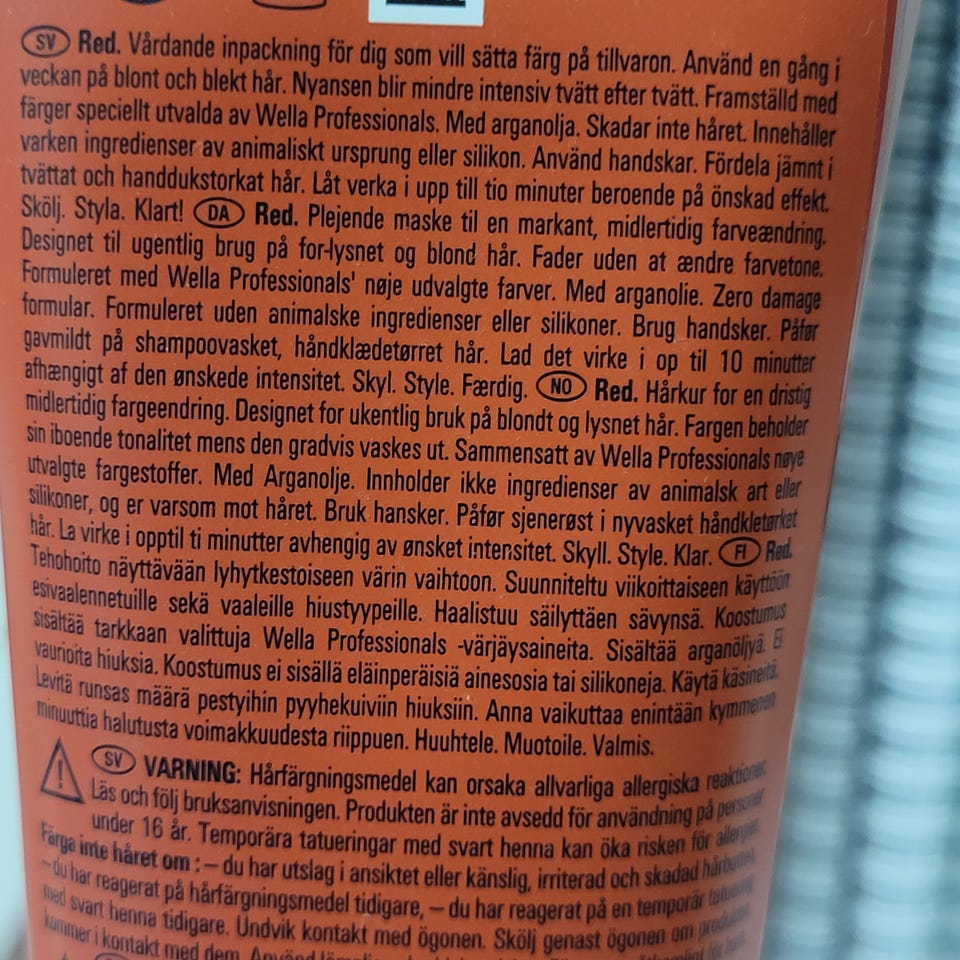 SV Red. Vårdande inpackning för dig som vill sätta färg på tillvaron. Använd en gång i
veckan på blont och blekt hår. Nyansen blir mindre intensiv tvätt efter tvätt. Framställd med
färger speciellt utvalda av Wella Professionals. Med arganolja. Skadar inte håret. Innehåller
varken ingredienser av animaliskt ursprung eller silikon. Använd handskar. Fördela jämnt i
tvättat och handdukstorkat hår. Låt verka i upp till tio minuter beroende på önskad effekt.
Skölj. Styla. Klart! DA Red. Plejende maske til en markant, midlertidig farveændring.
Designet til ugentlig brug på for-lysnet og blond hår. Fader uden at ændre farvetone.
Formuleret med Wella Professionals' nøje udvalgte farver. Med arganolie. Zero damage
formular. Formuleret uden animalske ingredienser eller silikoner. Brug handsker. Påfør
gavmildt på shampoovasket, håndklædetørret hår. Lad det virke i op til 10 minutter
afhængigt af den ønskede intensitet. Skyl. Style. Færdig. NO Red. Hårkur for en dristig
midlertidig fargeendring. Designet for ukentlig bruk på blondt og lysnet hår. Fargen beholder
sin iboende tonalitet mens den gradvis vaskes ut. Sammensatt av Wella Professionals nøye
utvalgte fargestoffer. Med Arganolje. Innholder ikke ingredienser av animalsk art eller
silikoner, og er varsom mot håret. Bruk hansker. Påfør sjenerøst i nyvasket håndkletørket
hår. La virke i opptil ti minutter avhengig av ønsket intensitet. Skyll. Style. Klar. FI Red.
Tehohoito näyttävään lyhytkestoiseen värin vaihtoon. Suunniteltu viikoittaiseen käyttöön
esivaalennetuille sekä vaaleille hiustyypeille. Haalistuu säilyttäen sävynsä. Koostumus
sisältää tarkkaan valittuja Wella Professionals -värjäysaineita. Sisältää arganöljyä. Ei
vaurioita hiuksia. Koostumus ei sisällä eläinperäisiä ainesosia tai silikoneja. Käytä käsineitä.
Levitä runsas määrä pestyihin pyyhekuiviin hiuksiin. Anna vaikuttaa enintään kymmenen
minuuttia halutusta voimakkuudesta riippuen. Huuhtele. Muotoile. Valmis.
SV VARNING: Hårfärgningsmedel kan orsaka allvarliga allergiska reaktioner.
Läs och följ bruksanvisningen. Produkten är inte avsedd för användning på personer
under 16 år. Temporära tatueringar med svart henna kan öka risken för allergier.
Färga inte håret om: – du har utslag i ansiktet eller känslig, irriterad och skadad hårbotten,
– du har reagerat på hårfärgningsmedel tidigare, – du har reagerat på en temporär tatuering
med svart henna tidigare. Undvik kontakt med ögonen. Skölj genast ögonen om produkten
kommer i kontakt med dem. Använd